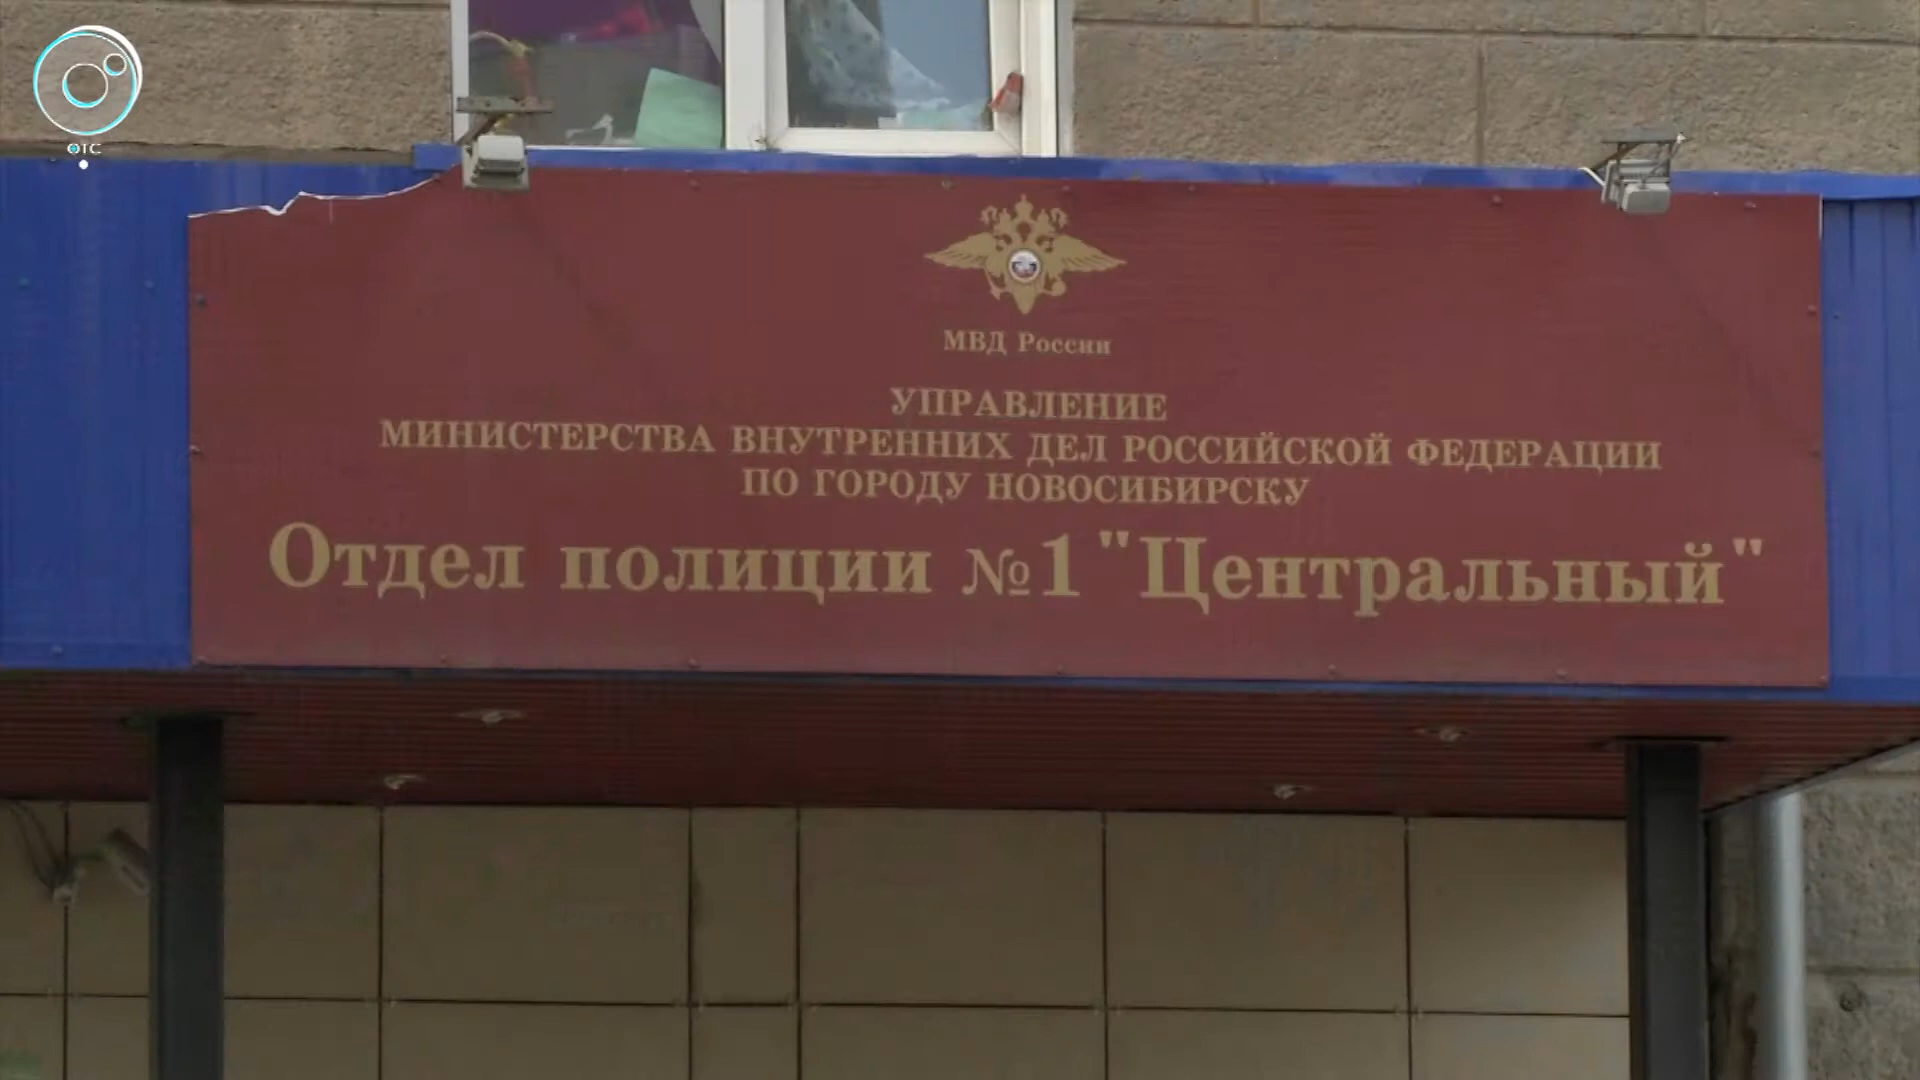 ОТС
МВД России
УПРАВЛЕНИЕ
МИНИСТЕРСТВА ВНУТРЕННИХ ДЕЛ РОССИЙСКОЙ ФЕДЕРАЦИИ
ПО ГОРОДУ НОВОСИБИРСКУ
Отдел полиции №1 "Центральный"